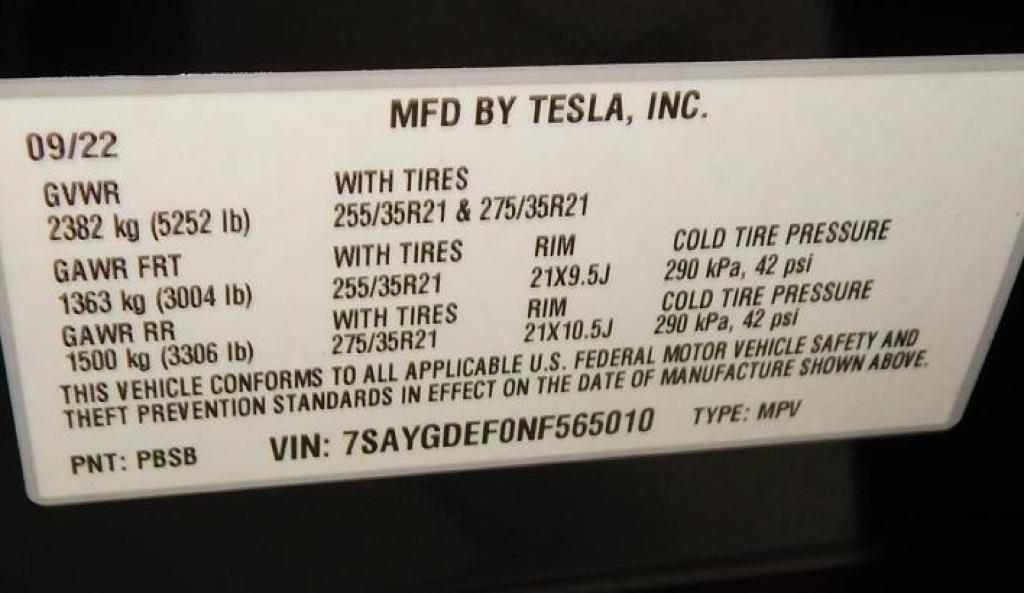 MFD BY TESLA, INC.
09/22
GVWR WITH TIRES
2382 kg (5252 lb) 255/35R21 & 275/35R21
GAWR FRT WITH TIRES RIM COLD TIRE PRESSURE
1363 kg (3004 lb) 255/35R21 21X9.5J 290 kPa, 42 psi
GAWR RR WITH TIRES RIM COLD TIRE PRESSURE
1500 kg (3306 lb) 275/35R21 21X10.5J 290 kPa, 42 psi
THIS VEHICLE CONFORMS TO ALL APPLICABLE U.S. FEDERAL MOTOR VEHICLE SAFETY AND
THEFT PREVENTION STANDARDS IN EFFECT ON THE DATE OF MANUFACTURE SHOWN ABOVE.
PNT: PBSB VIN: 7SAYGDEF0NF565010 TYPE: MPV